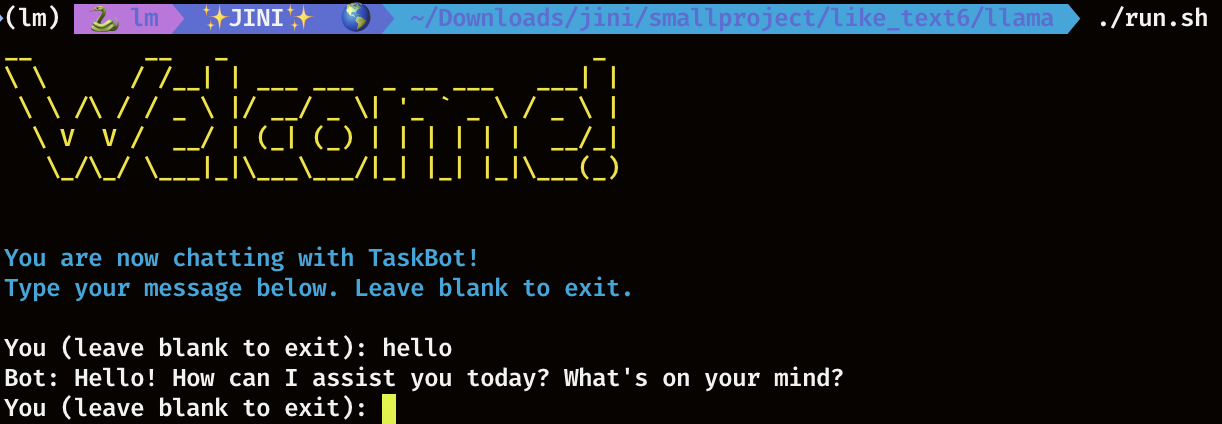 (lm) 🐍 lm ✨JINI✨ 🌎 ~/Downloads/jini/smallproject/like_text6/llama ./run.sh
Welcome!
You are now chatting with TaskBot!
Type your message below. Leave blank to exit.
You (leave blank to exit): hello
Bot: Hello! How can I assist you today? What's on your mind?
You (leave blank to exit):